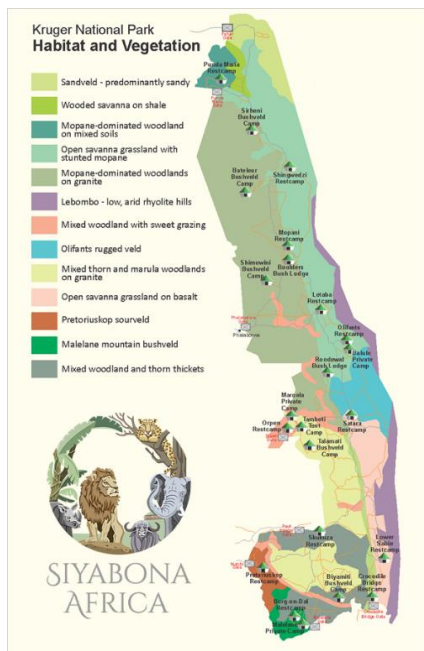 Kruger National Park
Habitat and Vegetation
Sandveld - predominantly sandy
Wooded savanna on shale
Mopane-dominated woodland
on mixed soils
Open savanna grassland with
stunted mopane
Mopane-dominated woodlands
on granite
Lebombo - low, arid rhyolite hills
Mixed woodland with sweet grazing
Olifants rugged veld
Mixed thorn and marula woodlands
on granite
Open savanna grassland on basalt
Pretoriuskop sourveld
Malelane mountain bushveld
Mixed woodland and thorn thickets
Punda Maria
Restcamp
Sirheni
Bushveld
Camp
Bateleur
Bushveld
Camp
Shingwedzi
Restcamp
Mopani
Restcamp
Boulders
Bush Lodge
Shimuwini
Bushveld
Camp
Letaba
Restcamp
Phalaborwa
Olifants
Restcamp
Balule
Private
Camp
Roodewal
Bush Lodge
Maroela
Private
Camp
Tamboti
Tent
Camp
Orpen
Restcamp
Satara
Restcamp
Talamati
Bushveld
Camp
Skukuza
Restcamp
Lower
Sabie
Restcamp
Pretoriuskop
Restcamp
Biyamiti
Bushveld
Camp
Crocodile
Bridge
Restcamp
Berg en Dal
Restcamp
Malelane
Private Camp
SIYABONA
AFRICA